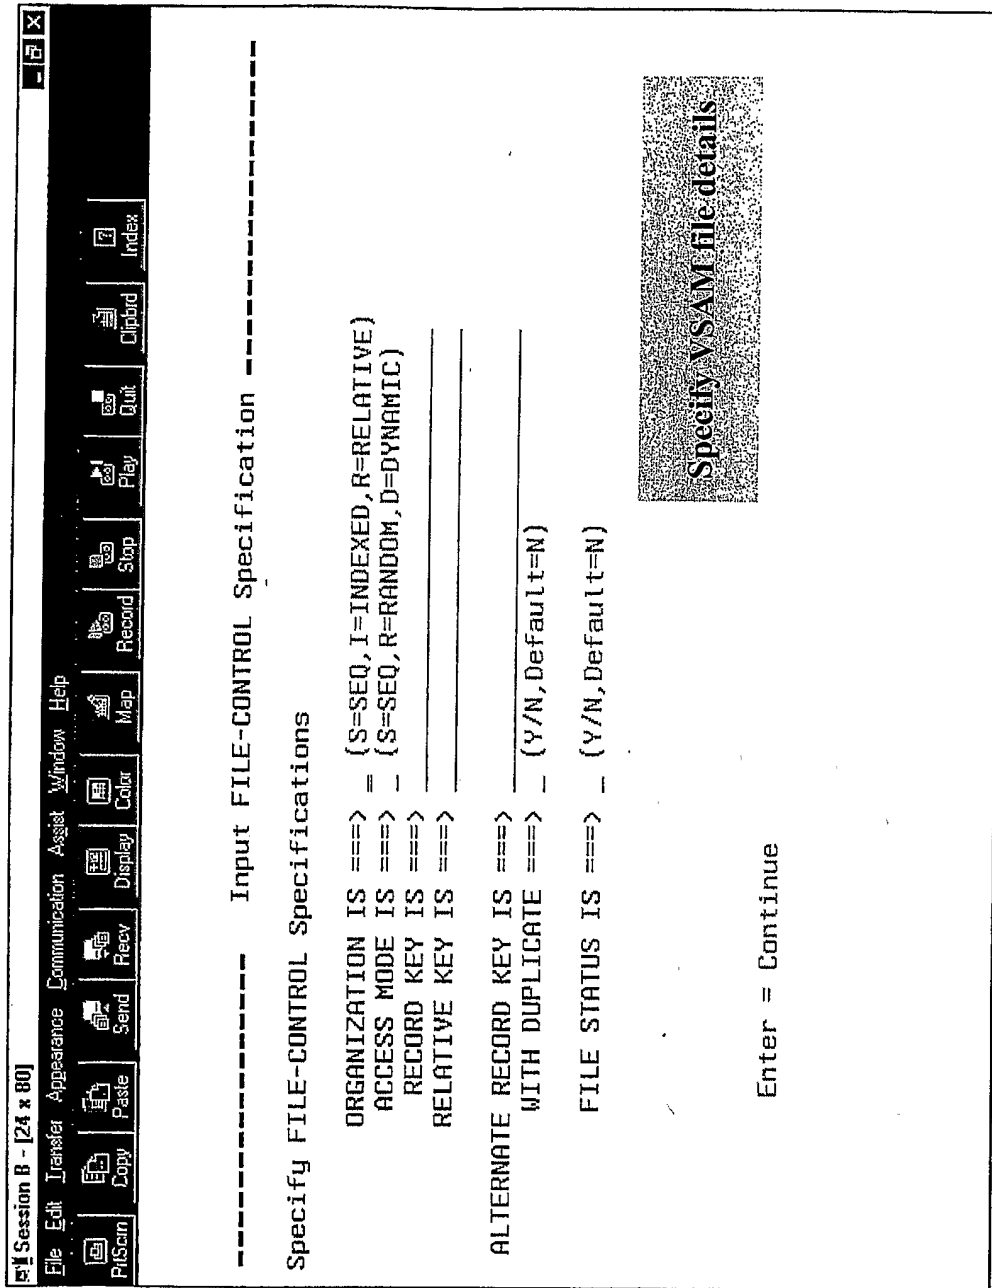 Session B - [24 x 80]
File Edit Transfer Appearance Communication Assist Window Help
PrtScrn Copy Paste Send Recv Display Color Map Record Stop Play Quit Clipbrd Index
------------------ Input FILE-CONTROL Specification ------------------
Specify FILE-CONTROL Specifications
ORGANIZATION IS ===> _ (S=SEQ,I=INDEXED,R=RELATIVE)
ACCESS MODE IS ===> _ (S=SEQ,R=RANDOM,D=DYNAMIC)
RECORD KEY IS ===>
RELATIVE KEY IS ===>
ALTERNATE RECORD KEY IS ===>
WITH DUPLICATE ===> _ (Y/N,Default=N)
FILE STATUS IS ===> _ (Y/N,Default=N)
Specify VSAM file details
Enter = Continue